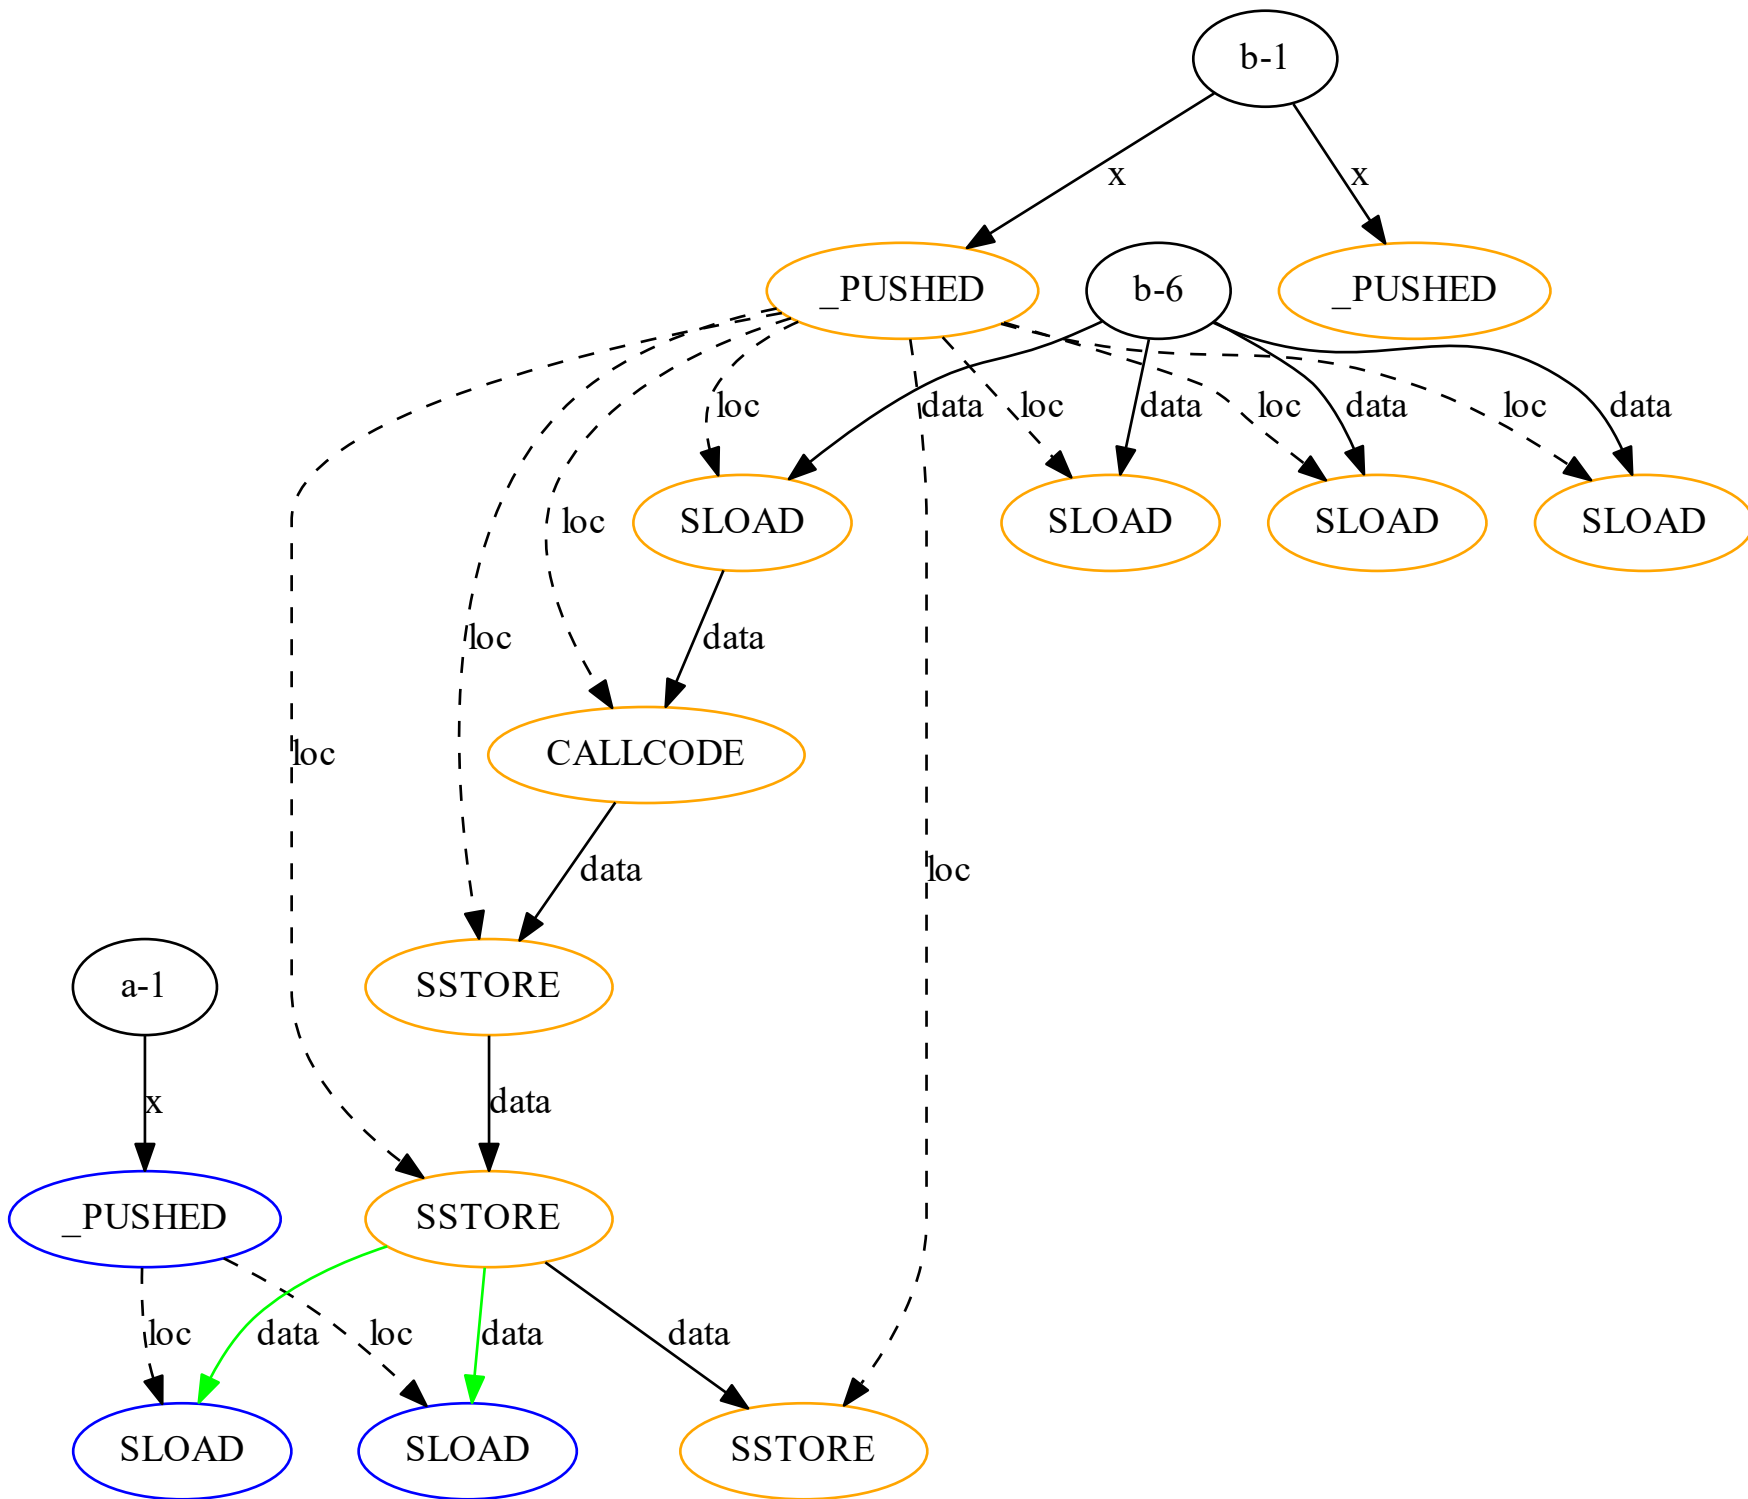 b-1
x
x
_PUSHED
b-6
_PUSHED
loc
data
loc
data
loc
data
loc
data
loc
SLOAD
SLOAD
SLOAD
SLOAD
loc
data
loc
CALLCODE
data
loc
a-1
SSTORE
x
data
_PUSHED
SSTORE
loc
data
loc
data
data
SLOAD
SLOAD
SSTORE